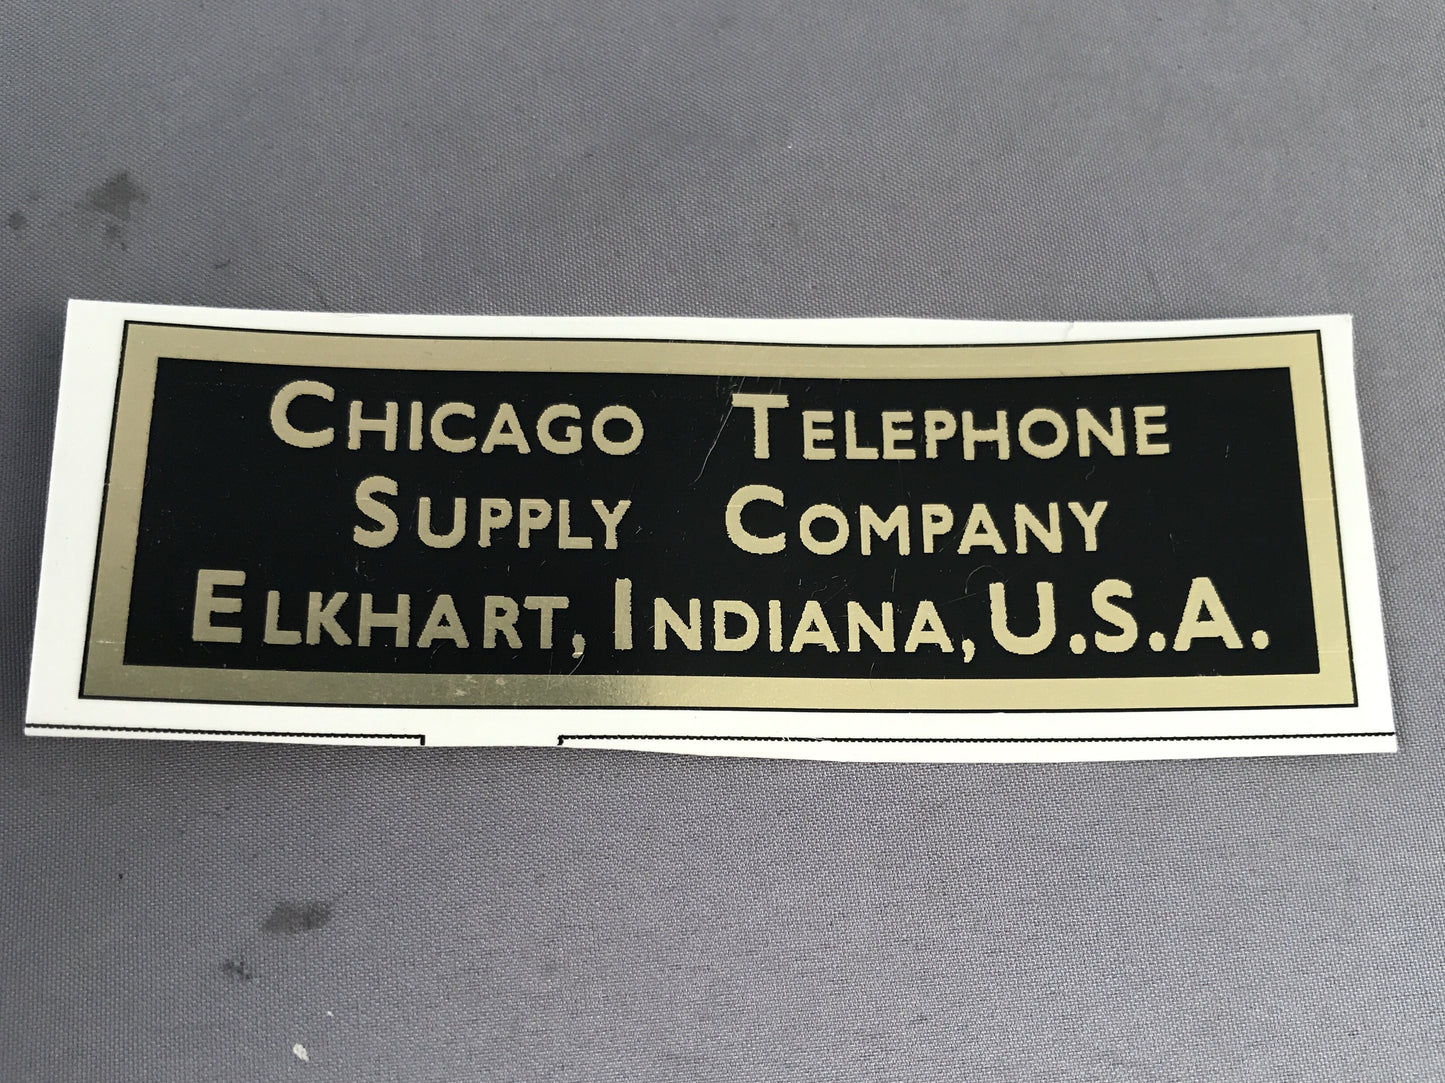 CHICAGO TELEPHONE
SUPPLY COMPANY
ELKHART, INDIANA, U.S.A.